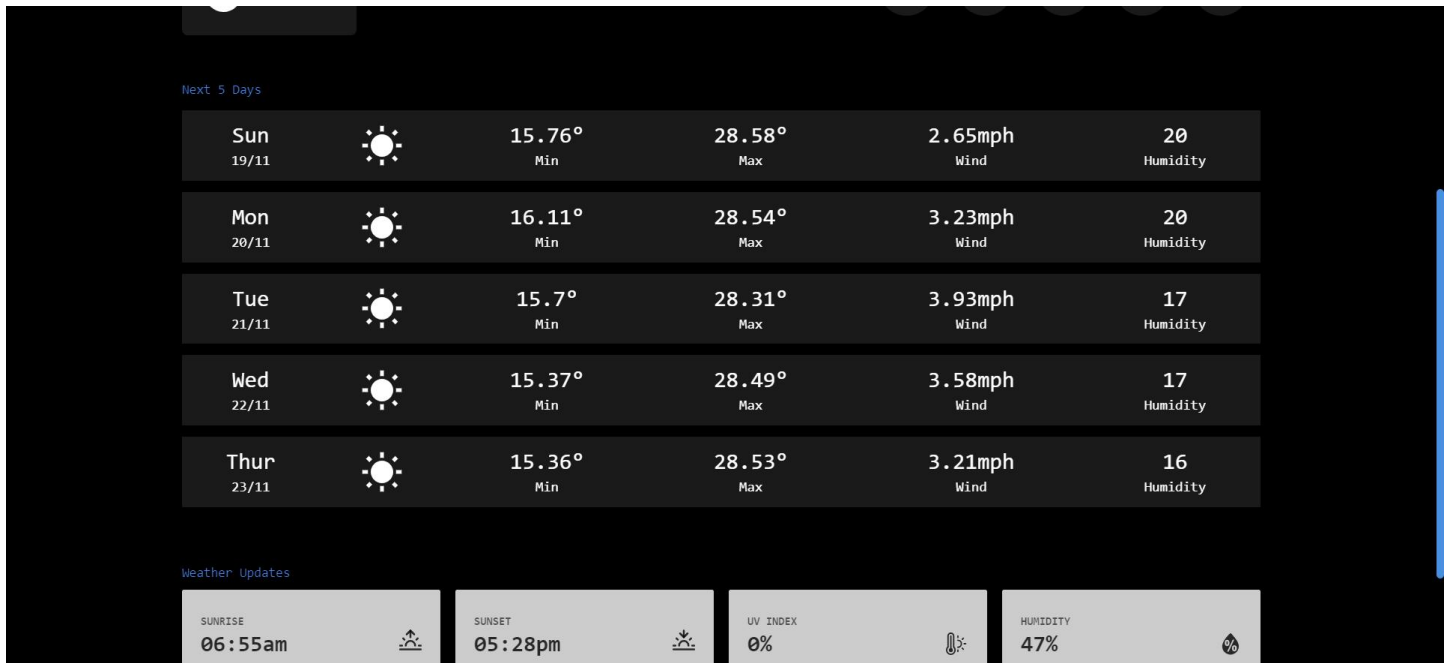 Next 5 Days
Sun 15.76° 28.58° 2.65mph 20
19/11 Min Max Wind Humidity
Mon 16.11° 28.54° 3.23mph 20
20/11 Min Max Wind Humidity
Tue 15.7° 28.31° 3.93mph 17
21/11 Min Max Wind Humidity
Wed 15.37° 28.49° 3.58mph 17
22/11 Min Max Wind Humidity
Thur 15.36° 28.53° 3.21mph 16
23/11 Min Max Wind Humidity
Weather Updates
SUNRISE SUNSET UV INDEX HUMIDITY
06:55am 05:28pm 0% 47%
%